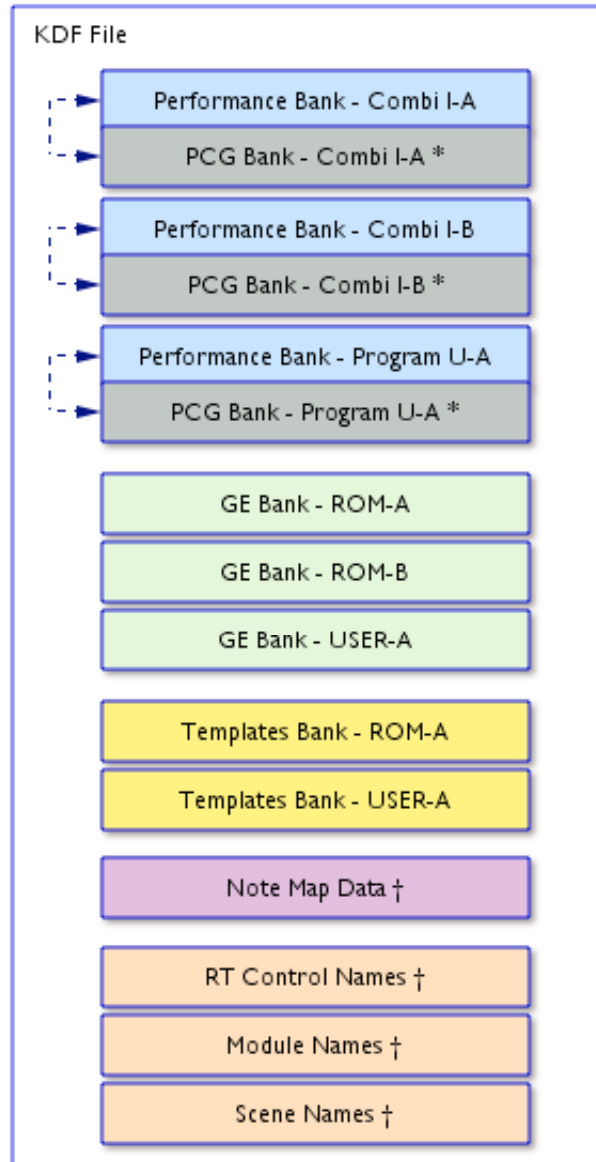 KDF File
Performance Bank - Combi I-A
PCG Bank - Combi I-A *
Performance Bank - Combi I-B
PCG Bank - Combi I-B *
Performance Bank - Program U-A
PCG Bank - Program U-A *
GE Bank - ROM-A
GE Bank - ROM-B
GE Bank - USER-A
Templates Bank - ROM-A
Templates Bank - USER-A
Note Map Data †
RT Control Names †
Module Names †
Scene Names †